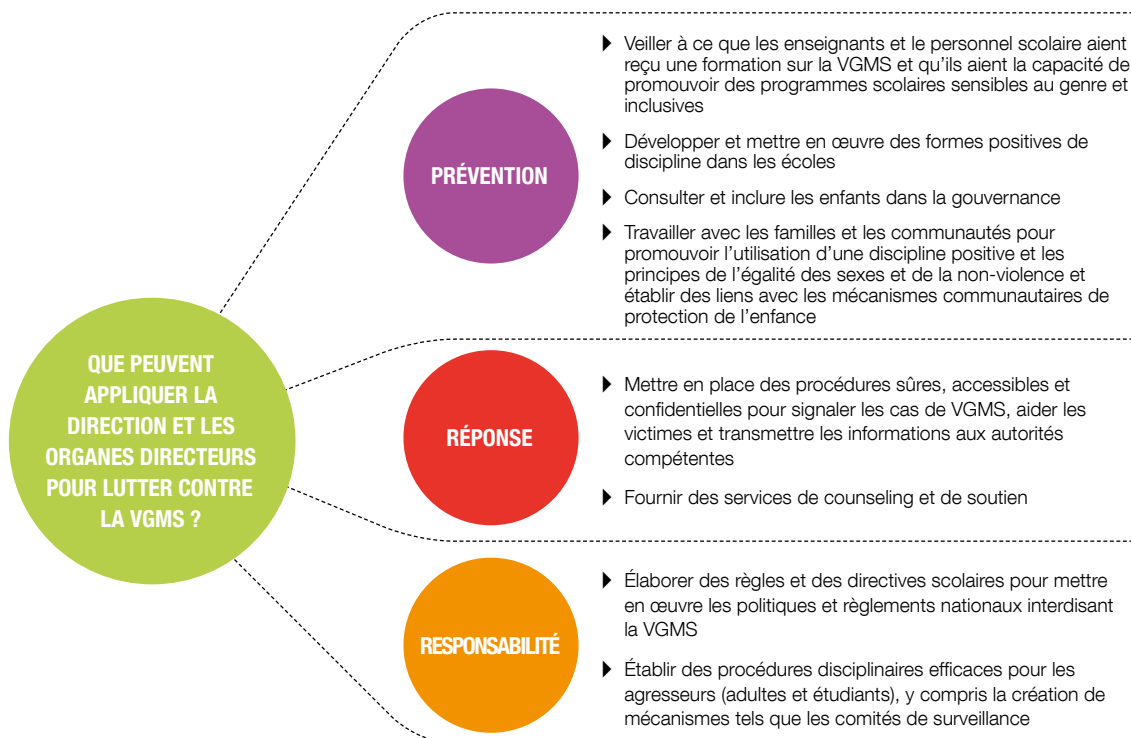 QUE PEUVENT
APPLIQUER LA
DIRECTION ET LES
ORGANES DIRECTEURS
POUR LUTTER CONTRE
LA VGMS ?
PRÉVENTION
Veiller à ce que les enseignants et le personnel scolaire aient
reçu une formation sur la VGMS et qu’ils aient la capacité de
promouvoir des programmes scolaires sensibles au genre et
inclusives
Développer et mettre en œuvre des formes positives de
discipline dans les écoles
Consulter et inclure les enfants dans la gouvernance
Travailler avec les familles et les communautés pour
promouvoir l’utilisation d’une discipline positive et les
principes de l’égalité des sexes et de la non-violence et
établir des liens avec les mécanismes communautaires de
protection de l’enfance
RÉPONSE
Mettre en place des procédures sûres, accessibles et
confidentielles pour signaler les cas de VGMS, aider les
victimes et transmettre les informations aux autorités
compétentes
Fournir des services de counseling et de soutien
RESPONSABILITÉ
Élaborer des règles et des directives scolaires pour mettre
en œuvre les politiques et règlements nationaux interdisant
la VGMS
Établir des procédures disciplinaires efficaces pour les
agresseurs (adultes et étudiants), y compris la création de
mécanismes tels que les comités de surveillance